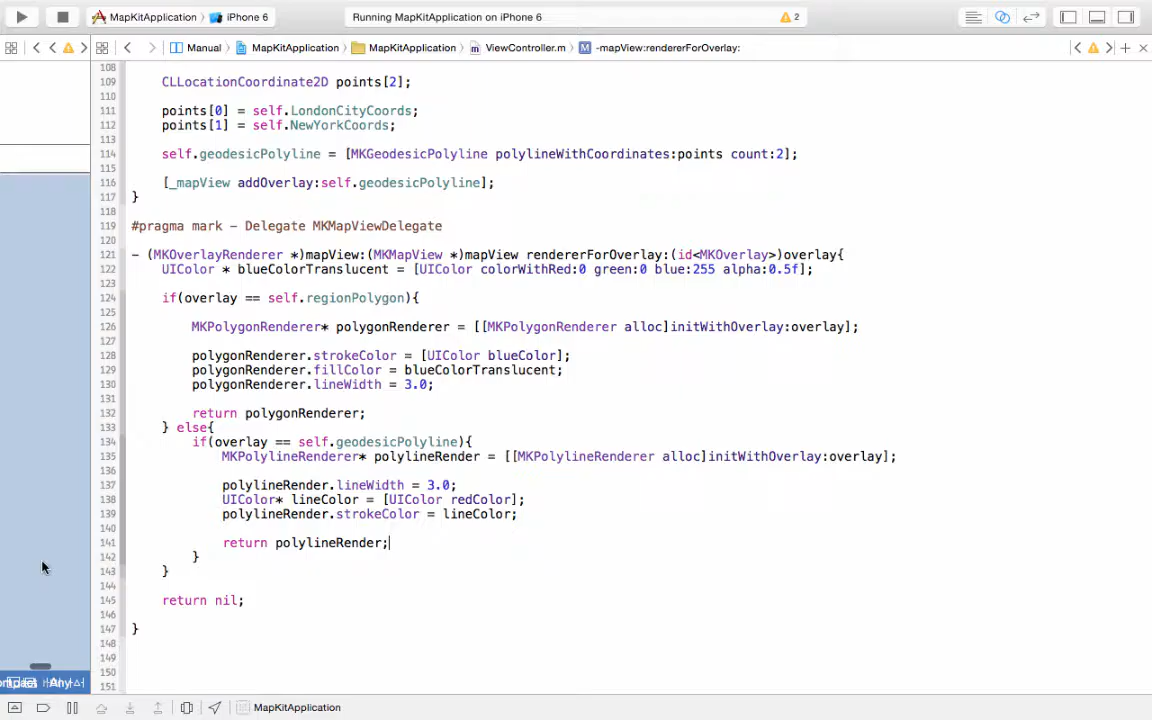 MapKitApplication iPhone 6 Running MapKitApplication on iPhone 6 2
Manual MapKitApplication MapKitApplication ViewController.m -mapView:rendererForOverlay:
108
109 CLLocationCoordinate2D points[2];
110
111 points[0] = self.LondonCityCoords;
112 points[1] = self.NewYorkCoords;
113
114 self.geodesicPolyline = [MKGeodesicPolyline polylineWithCoordinates:points count:2];
115
116 [_mapView addOverlay:self.geodesicPolyline];
117 }
118
119 #pragma mark - Delegate MKMapViewDelegate
120
121 - (MKOverlayRenderer *)mapView:(MKMapView *)mapView rendererForOverlay:(id<MKOverlay>)overlay{
122 UIColor * blueColorTranslucent = [UIColor colorWithRed:0 green:0 blue:255 alpha:0.5f];
123
124 if(overlay == self.regionPolygon){
125
126 MKPolygonRenderer* polygonRenderer = [[MKPolygonRenderer alloc]initWithOverlay:overlay];
127
128 polygonRenderer.strokeColor = [UIColor blueColor];
129 polygonRenderer.fillColor = blueColorTranslucent;
130 polygonRenderer.lineWidth = 3.0;
131
132 return polygonRenderer;
133 } else{
134 if(overlay == self.geodesicPolyline){
135 MKPolylineRenderer* polylineRender = [[MKPolylineRenderer alloc]initWithOverlay:overlay];
136
137 polylineRender.lineWidth = 3.0;
138 UIColor* lineColor = [UIColor redColor];
139 polylineRender.strokeColor = lineColor;
140
141 return polylineRender;
142 }
143 }
144
145 return nil;
146
147 }
148
149
150
151
Any
MapKitApplication